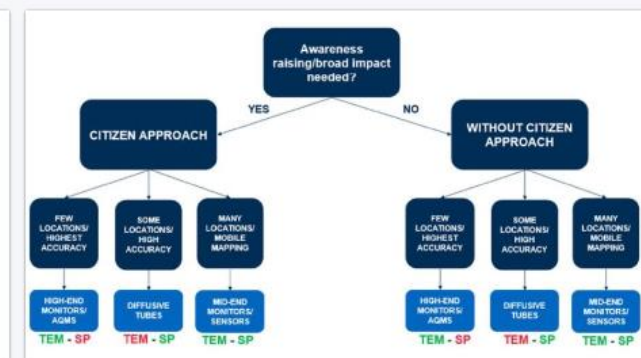 Awareness
raising/broad impact
needed?
YES
NO
CITIZEN APPROACH
WITHOUT CITIZEN
APPROACH
FEW
LOCATIONS/
HIGHEST
ACCURACY
SOME
LOCATIONS/
HIGH
ACCURACY
MANY
LOCATIONS/
MOBILE
MAPPING
FEW
LOCATIONS/
HIGHEST
ACCURACY
SOME
LOCATIONS/
HIGH
ACCURACY
MANY
LOCATIONS/
MOBILE
MAPPING
HIGH-END
MONITORS/
AQMS
DIFFUSIVE
TUBES
MID-END
MONITORS/
SENSORS
HIGH-END
MONITORS/
AQMS
DIFFUSIVE
TUBES
MID-END
MONITORS/
SENSORS
TEM - SP
TEM - SP
TEM - SP
TEM - SP
TEM - SP
TEM - SP